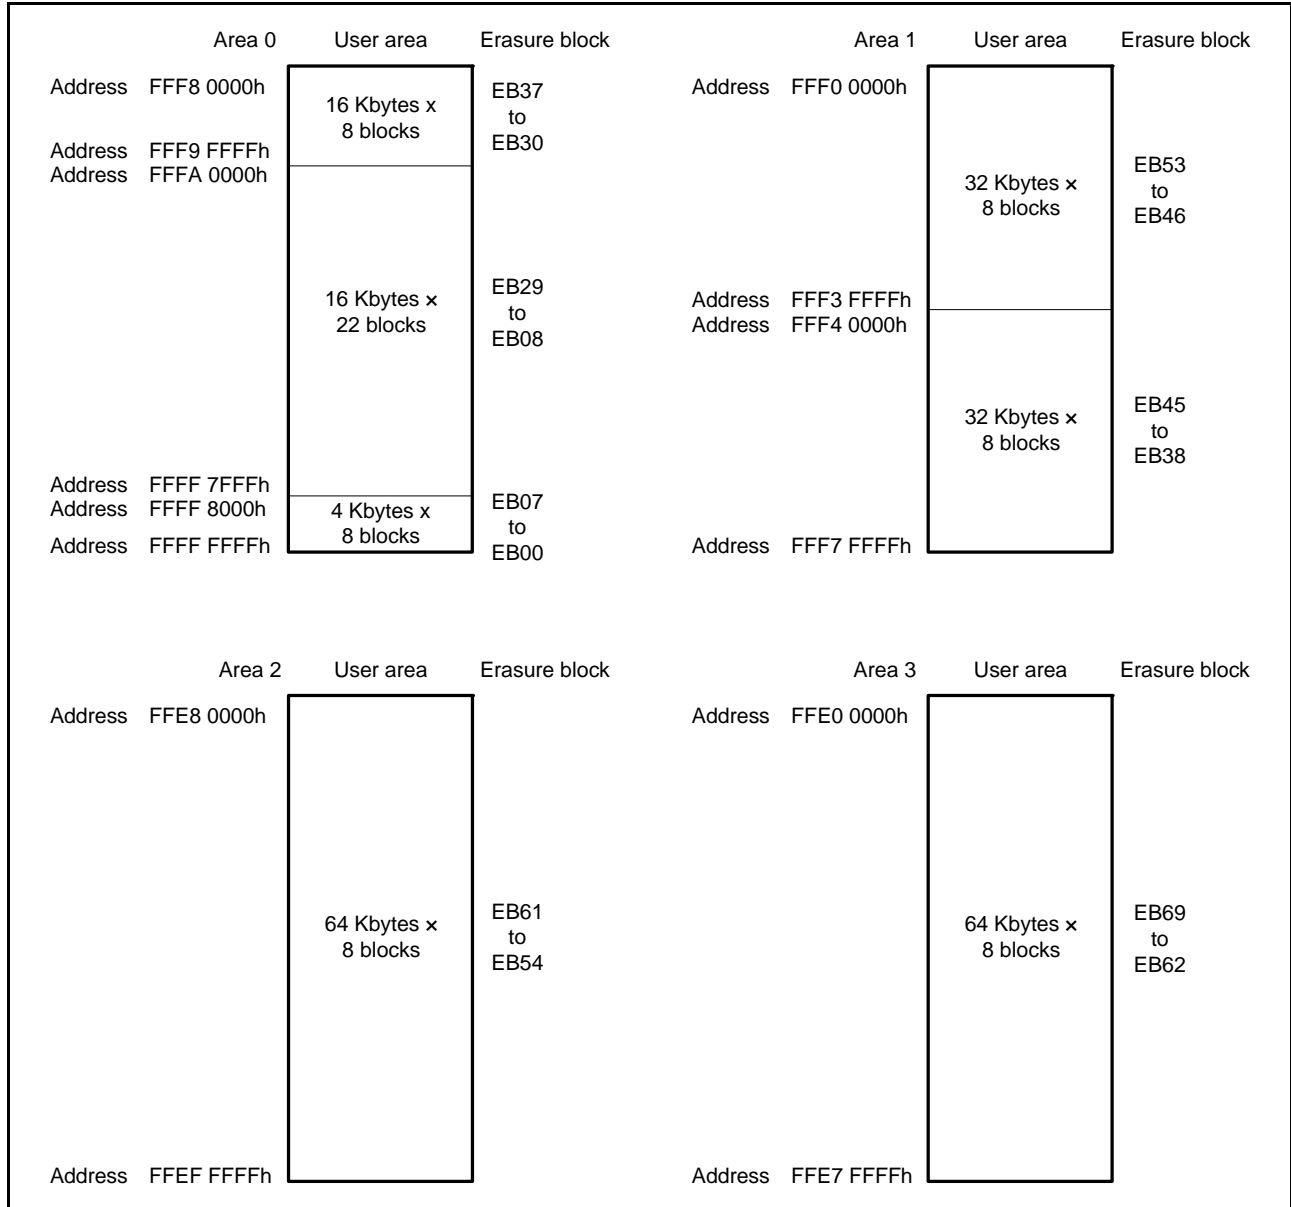 Area 0 User area Erasure block
Address FFF8 0000h
16 Kbytes x
8 blocks
EB37
to
EB30
Address FFF9 FFFFh
Address FFFA 0000h
16 Kbytes ×
22 blocks
EB29
to
EB08
Address FFFF 7FFFh
Address FFFF 8000h
4 Kbytes x
8 blocks
EB07
to
EB00
Address FFFF FFFFh
Area 1 User area Erasure block
Address FFF0 0000h
32 Kbytes ×
8 blocks
EB53
to
EB46
Address FFF3 FFFFh
Address FFF4 0000h
32 Kbytes ×
8 blocks
EB45
to
EB38
Address FFF7 FFFFh
Area 2 User area Erasure block
Address FFE8 0000h
64 Kbytes ×
8 blocks
EB61
to
EB54
Address FFEF FFFFh
Area 3 User area Erasure block
Address FFE0 0000h
64 Kbytes ×
8 blocks
EB69
to
EB62
Address FFE7 FFFFh